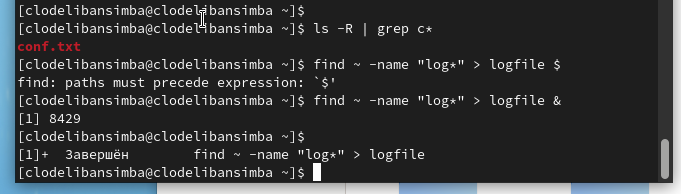 [clodelibansimba@clodelibansimba ~]$
[clodelibansimba@clodelibansimba ~]$ ls -R | grep c*
conf.txt
[clodelibansimba@clodelibansimba ~]$ find ~ -name "log*" > logfile $
find: paths must precede expression: `$'
[clodelibansimba@clodelibansimba ~]$ find ~ -name "log*" > logfile &
[1] 8429
[clodelibansimba@clodelibansimba ~]$
[1]+  Завершён        find ~ -name "log*" > logfile
[clodelibansimba@clodelibansimba ~]$